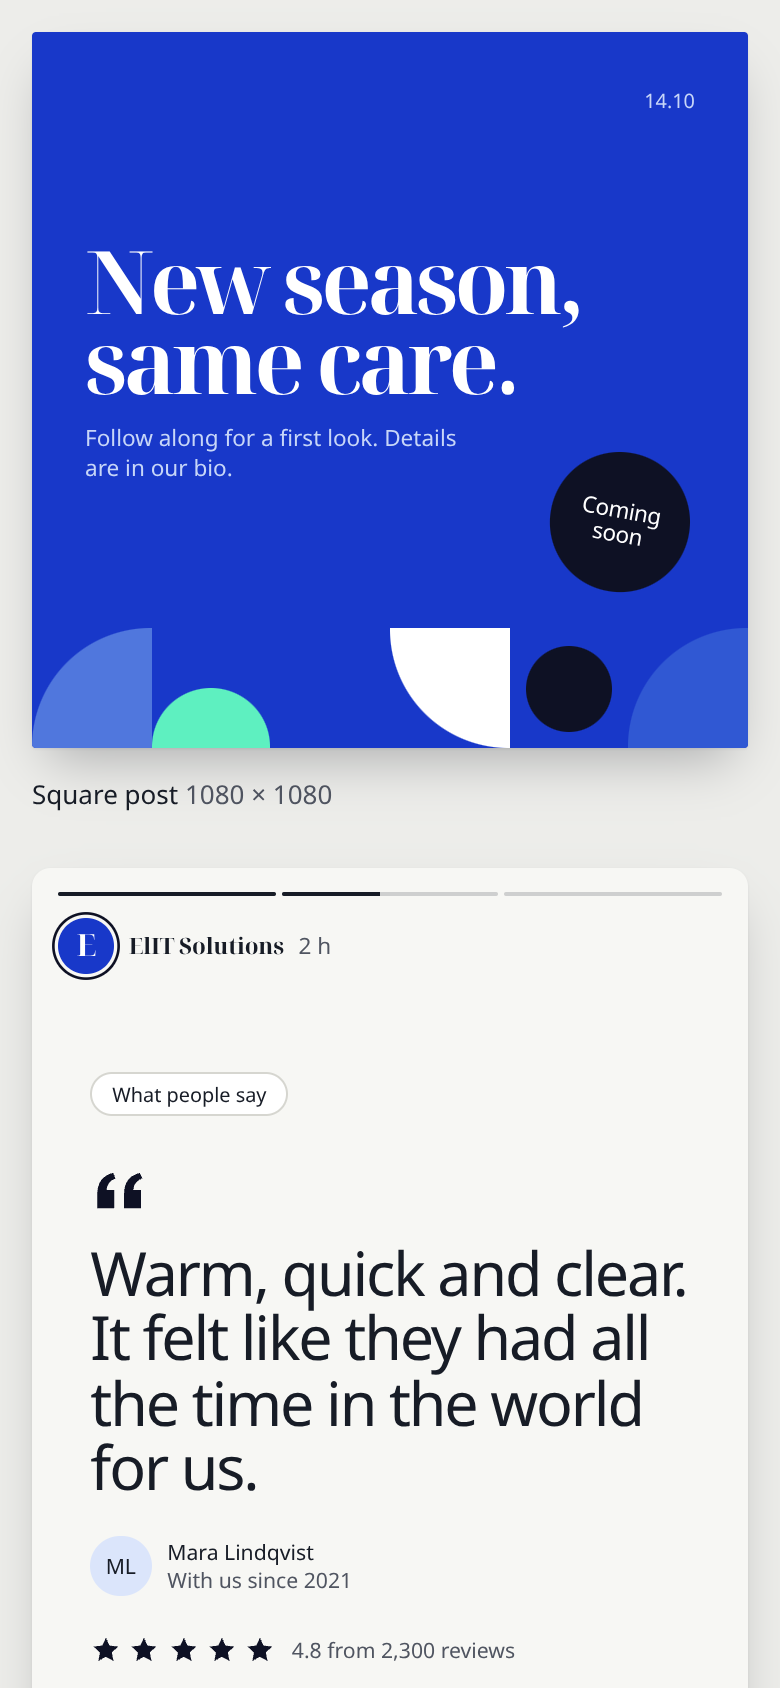 14.10
New season,
same care.
Follow along for a first look. Details
are in our bio.
Coming
soon
Square post 1080 × 1080
E
ElIT Solutions 2 h
What people say
“
Warm, quick and clear.
It felt like they had all
the time in the world
for us.
ML
Mara Lindqvist
With us since 2021
4.8 from 2,300 reviews